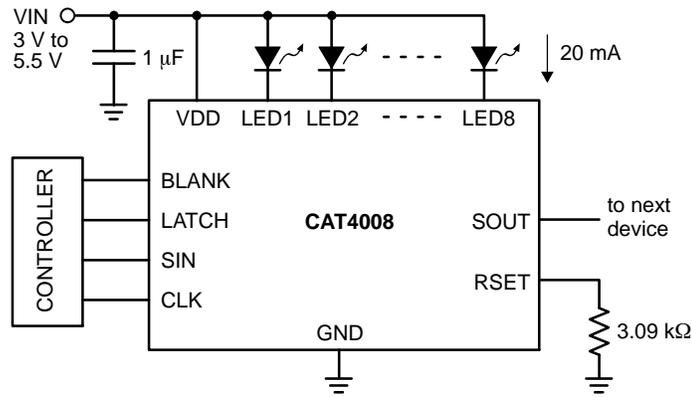 VIN
3 V to
5.5 V
1 μF
20 mA
VDD LED1 LED2 LED8
CONTROLLER
BLANK
LATCH
SIN
CLK
CAT4008
SOUT
to next
device
RSET
3.09 kΩ
GND